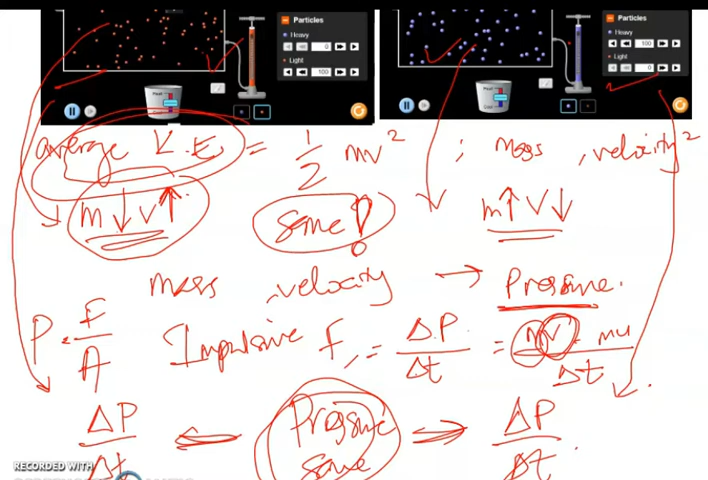 Particles
Heavy
0
Light
100
Particles
Heavy
100
Light
0
average K.E = 1/2 mv² ; mass , velocity²
m↓ v↑ same! m↑ v↓
mass , velocity → Pressure.
P = F/A Impulsive F, = ΔP/Δt = mv - mu/Δt
ΔP/Δt ⇐ Pressure same ⇒ ΔP/Δt
RECORDED WITH